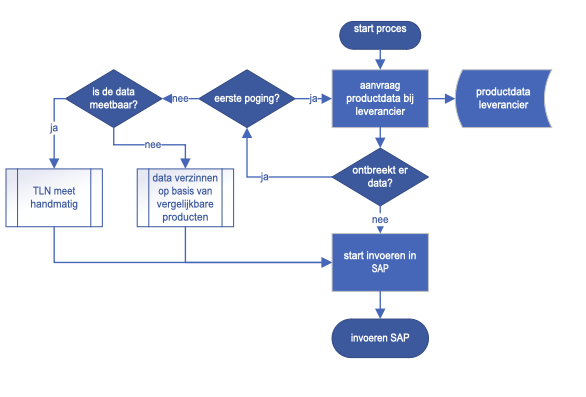 start proces
is de data
meetbaar?
nee
eerste poging?
ja
aanvraag
productdata bij
leverancier
productdata
leverancier
ja
nee
TLN meet
handmatig
data verzinnen
op basis van
vergelijkbare
producten
ja
ontbreekt er
data?
nee
start invoeren in
SAP
invoeren SAP